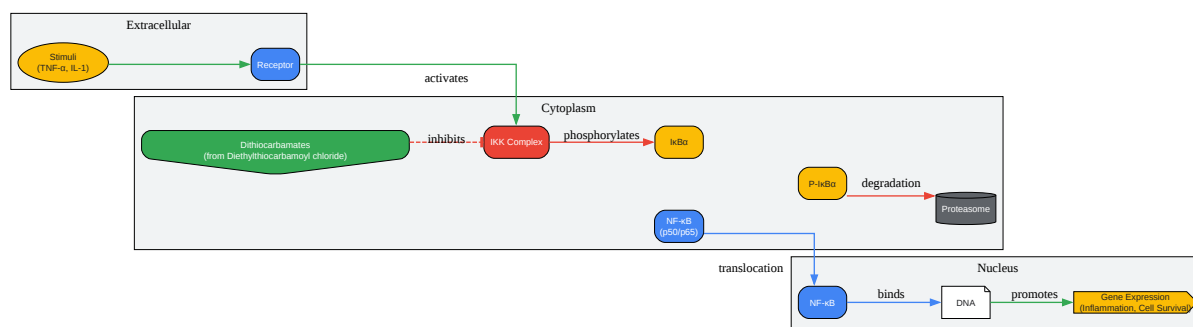 Extracellular
Stimuli
(TNF-α, IL-1)
Receptor
activates
Cytoplasm
Dithiocarbamates
(from Diethylthiocarbamoyl chloride)
inhibits
IKK Complex
phosphorylates
IκBα
P-IκBα
degradation
Proteasome
NF-κB
(p50/p65)
translocation
Nucleus
NF-κB
binds
DNA
promotes
Gene Expression
(Inflammation, Cell Survival)